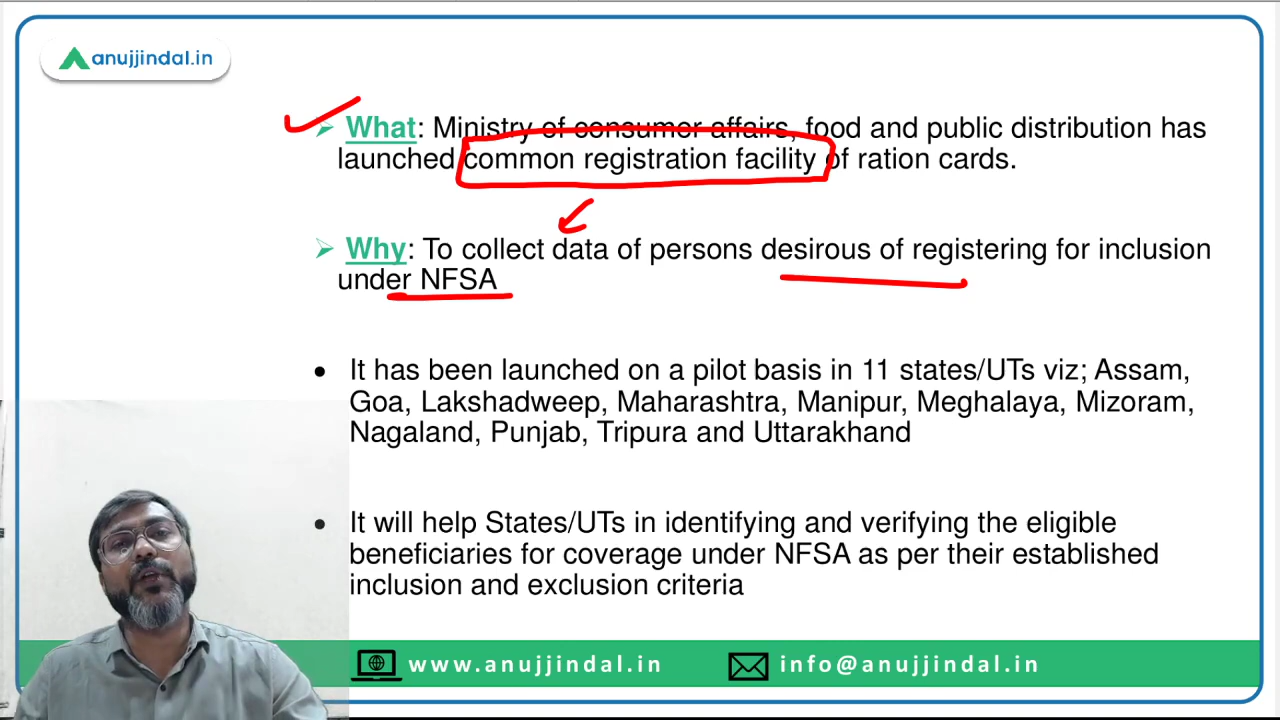 anujjindal.in
What: Ministry of consumer affairs, food and public distribution has
launched common registration facility of ration cards.
Why: To collect data of persons desirous of registering for inclusion
under NFSA
It has been launched on a pilot basis in 11 states/UTs viz; Assam,
Goa, Lakshadweep, Maharashtra, Manipur, Meghalaya, Mizoram,
Nagaland, Punjab, Tripura and Uttarakhand
It will help States/UTs in identifying and verifying the eligible
beneficiaries for coverage under NFSA as per their established
inclusion and exclusion criteria
www.anujjindal.in info@anujjindal.in